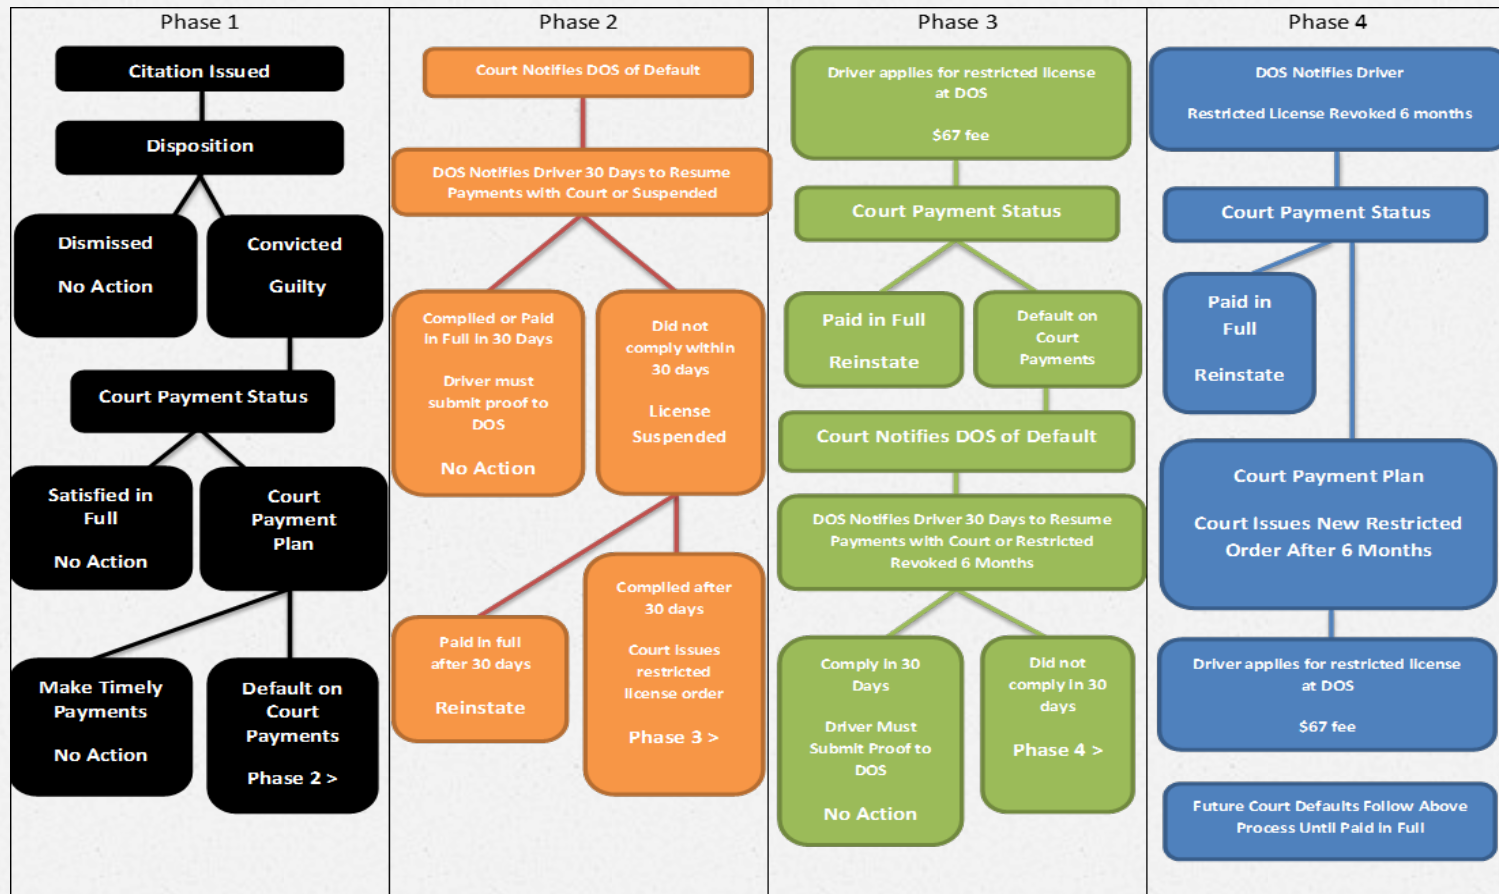 Phase 1
Citation Issued
Disposition
Dismissed
No Action
Convicted
Guilty
Court Payment Status
Satisfied in
Full
No Action
Court
Payment
Plan
Make Timely
Payments
No Action
Default on
Court
Payments
Phase 2 >
Phase 2
Court Notifies DOS of Default
DOS Notifies Driver 30 Days to Resume
Payments with Court or Suspended
Complied or Paid
in Full in 30 Days
Driver must
submit proof to
DOS
No Action
Did not
comply within
30 days
License
Suspended
Paid in full
after 30 days
Reinstate
Complied after
30 days
Court issues
restricted
license order
Phase 3 >
Phase 3
Driver applies for restricted license
at DOS
$67 fee
Court Payment Status
Paid in Full
Reinstate
Default on
Court
Payments
Court Notifies DOS of Default
DOS Notifies Driver 30 Days to Resume
Payments with Court or Restricted
Revoked 6 Months
Comply in 30
Days
Driver Must
Submit Proof to
DOS
No Action
Did not
comply in 30
days
Phase 4 >
Phase 4
DOS Notifies Driver
Restricted License Revoked 6 months
Court Payment Status
Paid in
Full
Reinstate
Court Payment Plan
Court Issues New Restricted
Order After 6 Months
Driver applies for restricted license
at DOS
$67 fee
Future Court Defaults Follow Above
Process Until Paid in Full